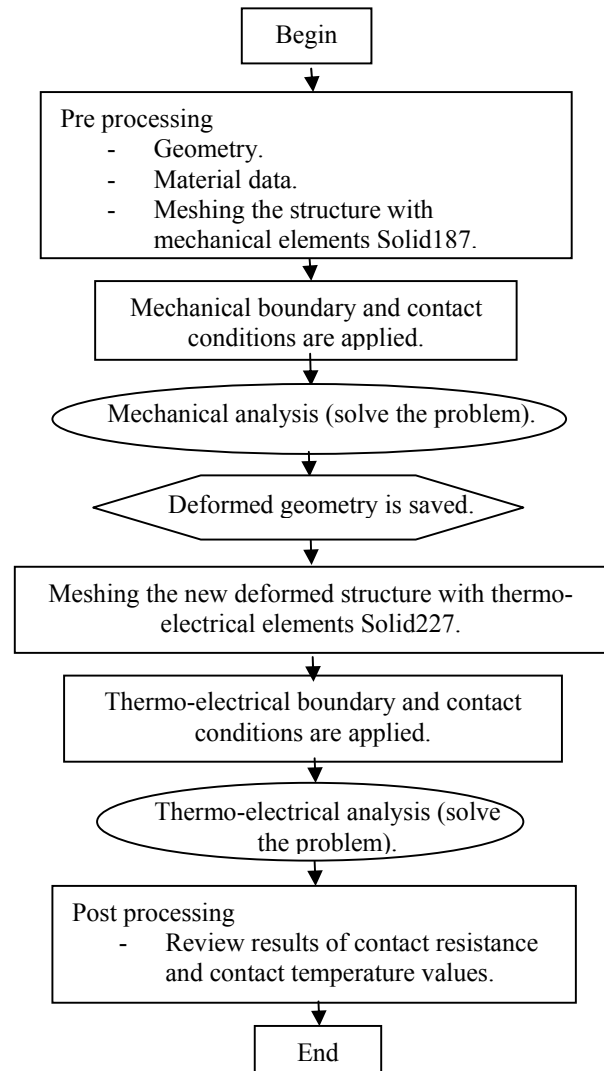 Begin
Pre processing
- Geometry.
- Material data.
- Meshing the structure with
mechanical elements Solid187.
Mechanical boundary and contact
conditions are applied.
Mechanical analysis (solve the problem).
Deformed geometry is saved.
Meshing the new deformed structure with thermo-
electrical elements Solid227.
Thermo-electrical boundary and contact
conditions are applied.
Thermo-electrical analysis (solve
the problem).
Post processing
- Review results of contact resistance
and contact temperature values.
End